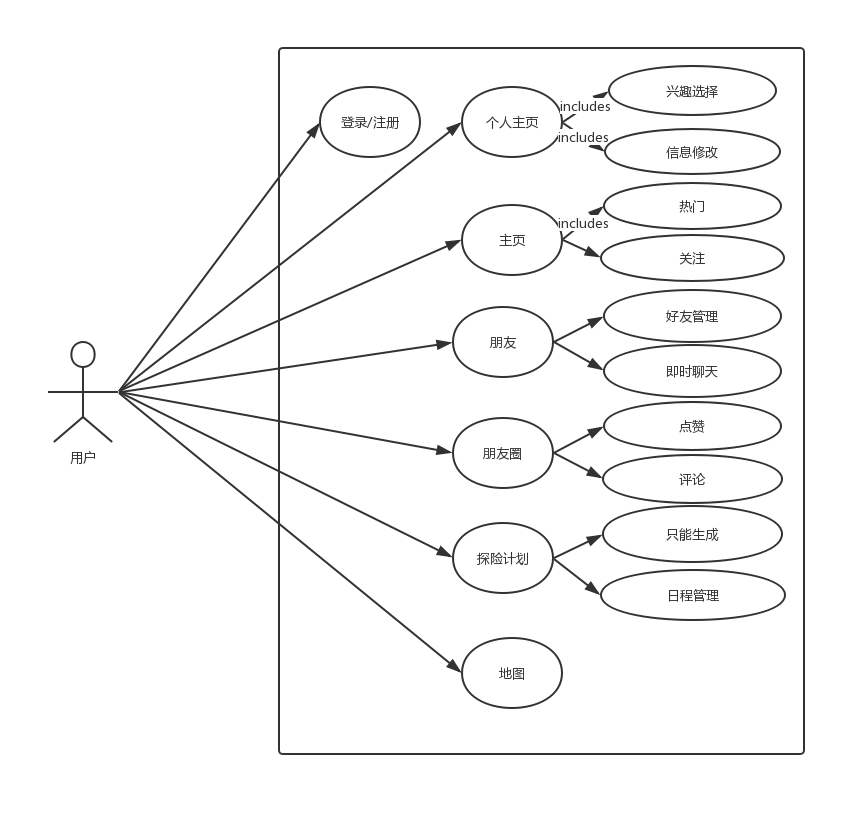 兴趣选择
includes
登录/注册
个人主页
includes
信息修改
热门
includes
主页
关注
好友管理
朋友
即时聊天
点赞
朋友圈
用户
评论
只能生成
探险计划
日程管理
地图